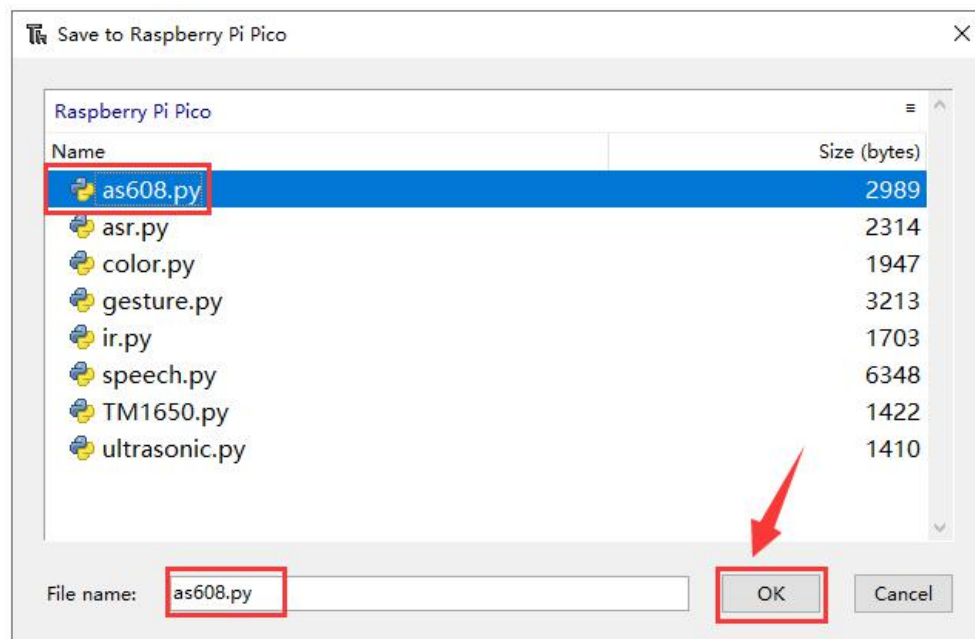 Save to Raspberry Pi Pico
Raspberry Pi Pico
Name Size (bytes)
as608.py 2989
asr.py 2314
color.py 1947
gesture.py 3213
ir.py 1703
speech.py 6348
TM1650.py 1422
ultrasonic.py 1410
File name: as608.py OK Cancel